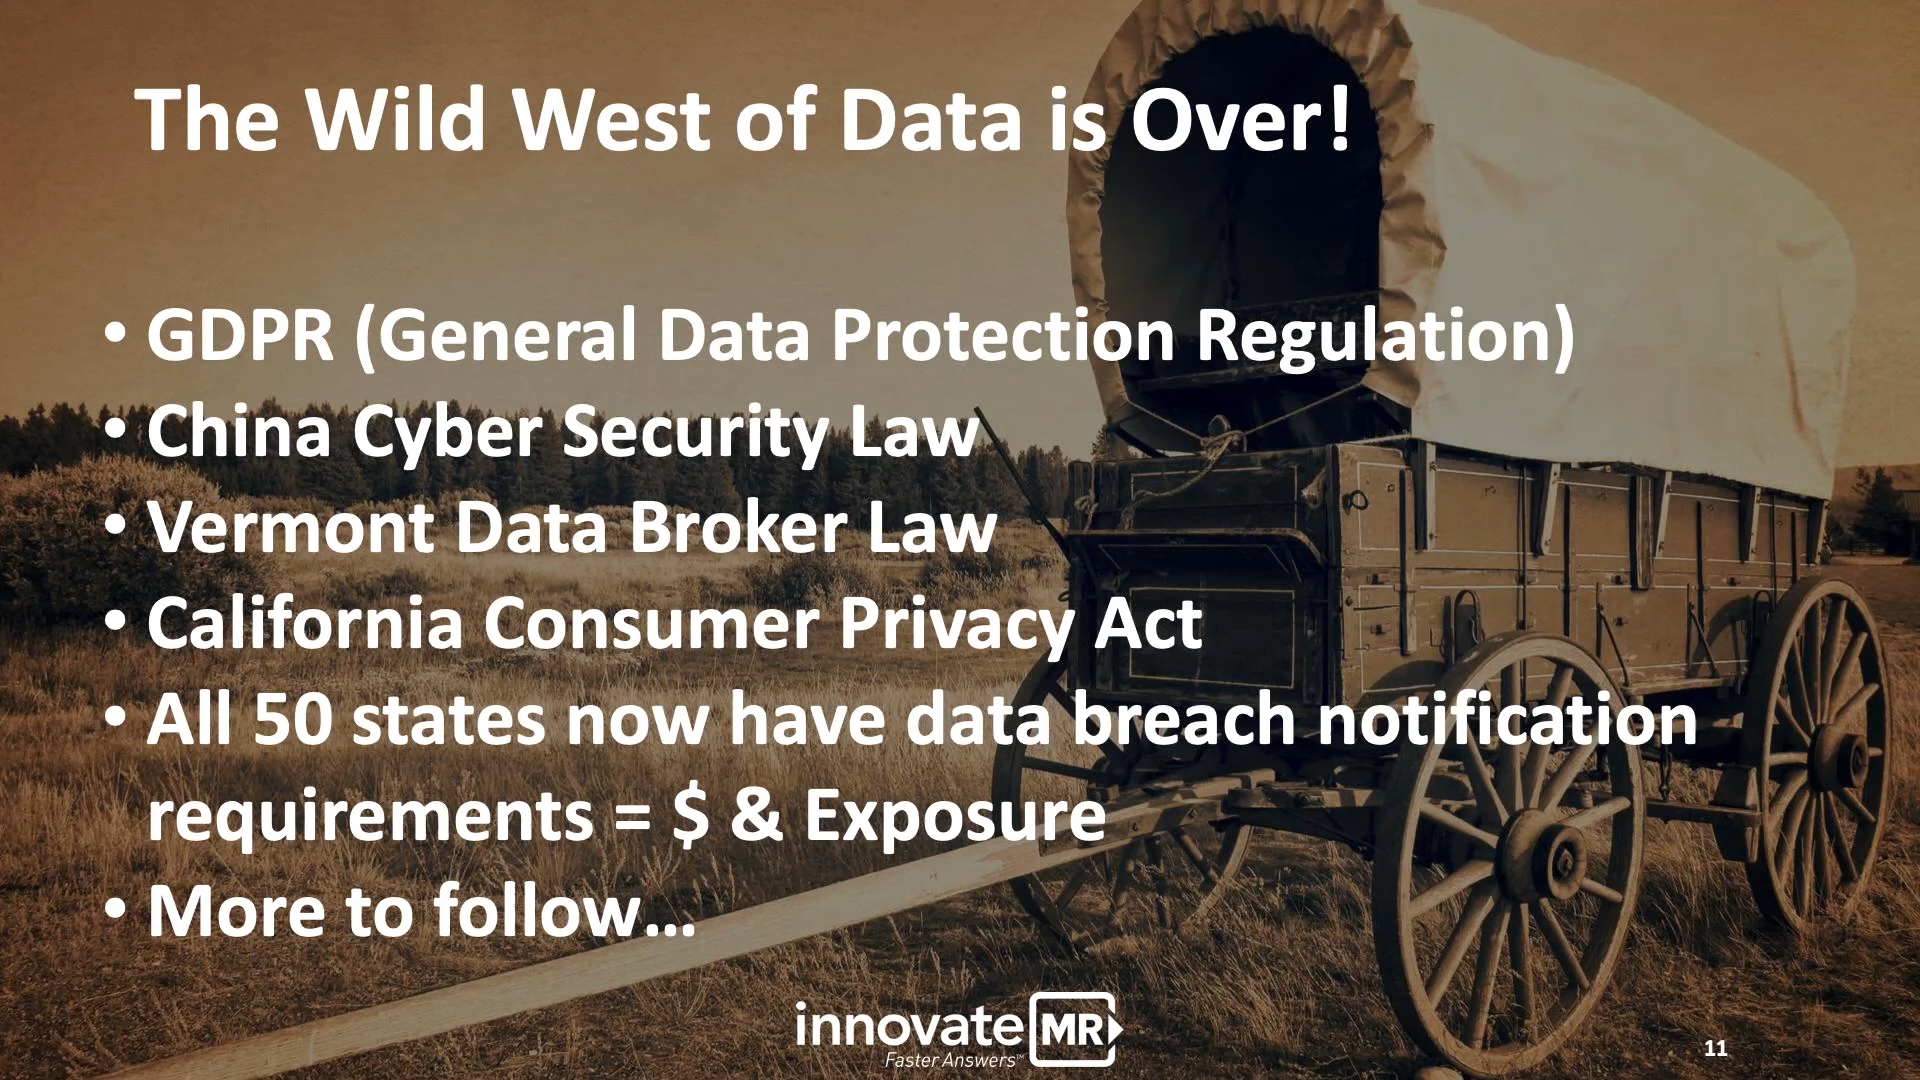 The Wild West of Data is Over!
• GDPR (General Data Protection Regulation)
• China Cyber Security Law
• Vermont Data Broker Law
• California Consumer Privacy Act
• All 50 states now have data breach notification
requirements = $ & Exposure
• More to follow…
innovate MR
Faster Answers™
11